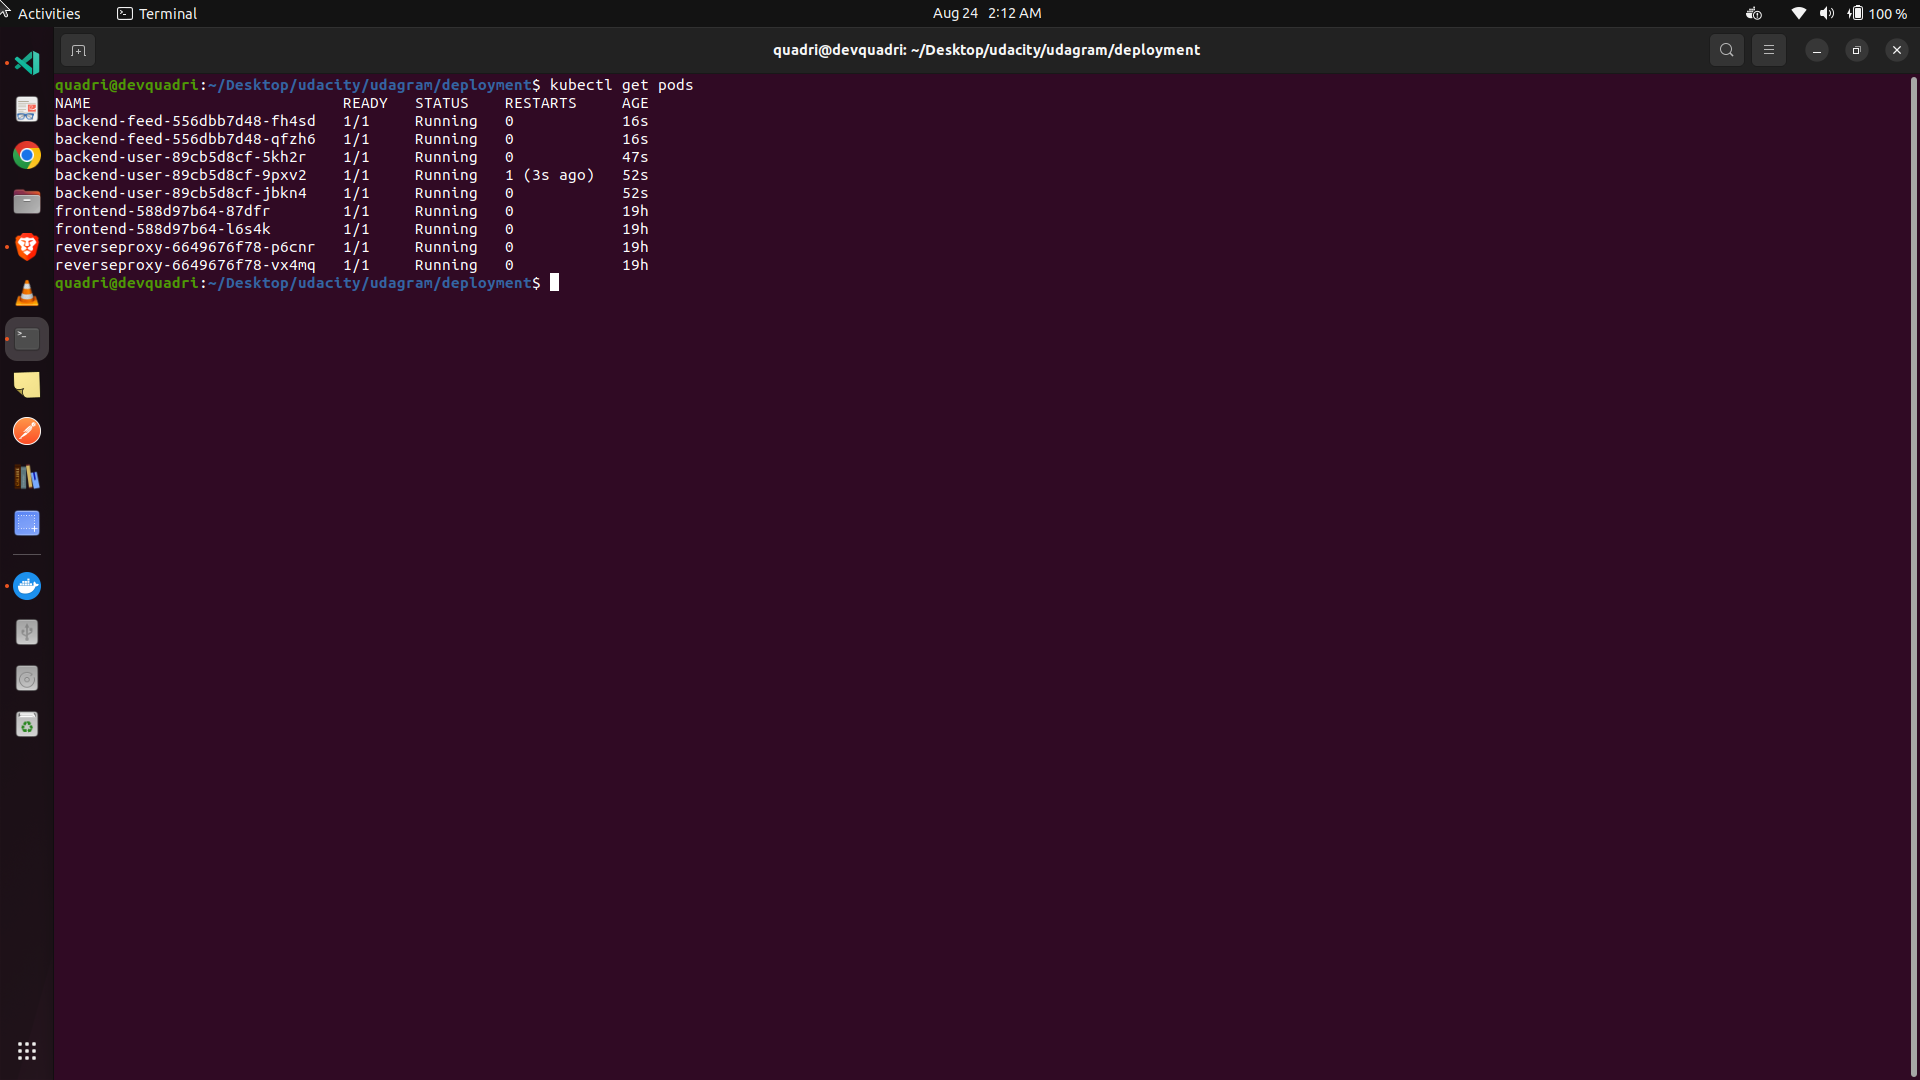 Activities Terminal Aug 24 2:12 AM 100 %
quadri@devquadri: ~/Desktop/udacity/udagram/deployment
quadri@devquadri:~/Desktop/udacity/udagram/deployment$ kubectl get pods
NAME READY STATUS RESTARTS AGE
backend-feed-556dbb7d48-fh4sd 1/1 Running 0 16s
backend-feed-556dbb7d48-qfzh6 1/1 Running 0 16s
backend-user-89cb5d8cf-5kh2r 1/1 Running 0 47s
backend-user-89cb5d8cf-9pxv2 1/1 Running 1 (3s ago) 52s
backend-user-89cb5d8cf-jbkn4 1/1 Running 0 52s
frontend-588d97b64-87dfr 1/1 Running 0 19h
frontend-588d97b64-l6s4k 1/1 Running 0 19h
reverseproxy-6649676f78-p6cnr 1/1 Running 0 19h
reverseproxy-6649676f78-vx4mq 1/1 Running 0 19h
quadri@devquadri:~/Desktop/udacity/udagram/deployment$